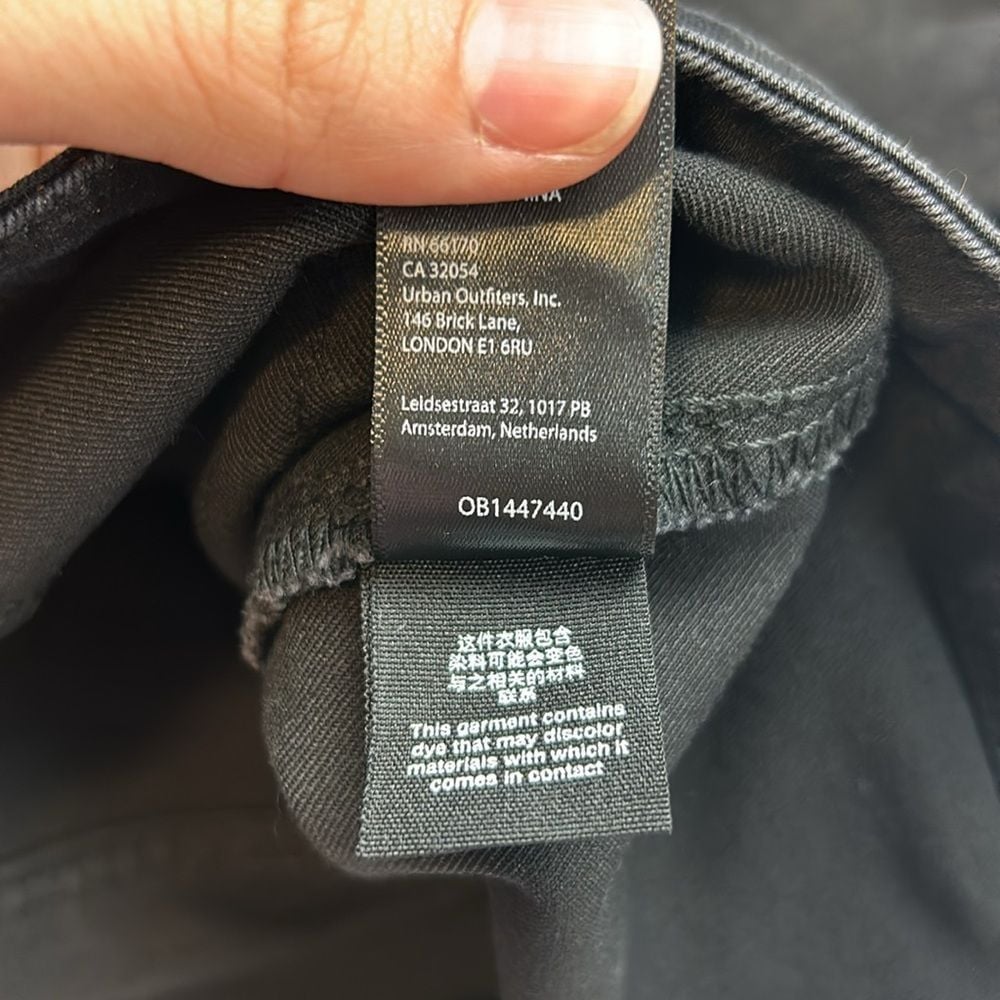 RN 66170
CA 32054
Urban Outfiters, Inc.
146 Brick Lane,
LONDON E1 6RU
Leidsestraat 32, 1017 PB
Amsterdam, Netherlands
OB1447440
这件衣服包含
染料可能会变色
与之相关的材料
联系
This garment contains
dye that may discolor
materials with which it
comes in contact